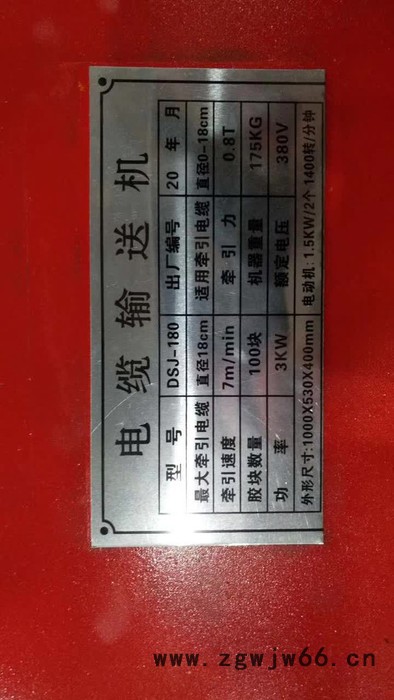 电缆输送机
型号 DSJ-180 出厂编号 20 年 月
最大牵引电缆 直径18cm 适用牵引电缆 直径0-18cm
牵引速度 7m/min 牵引力 0.8T
胶块数量 100块 机器重量 175KG
功率 3KW 额定电压 380V
外形尺寸:1000X530X400mm 电动机:1.5KW/2个 1400转/分钟
www.zgwjw66.cn